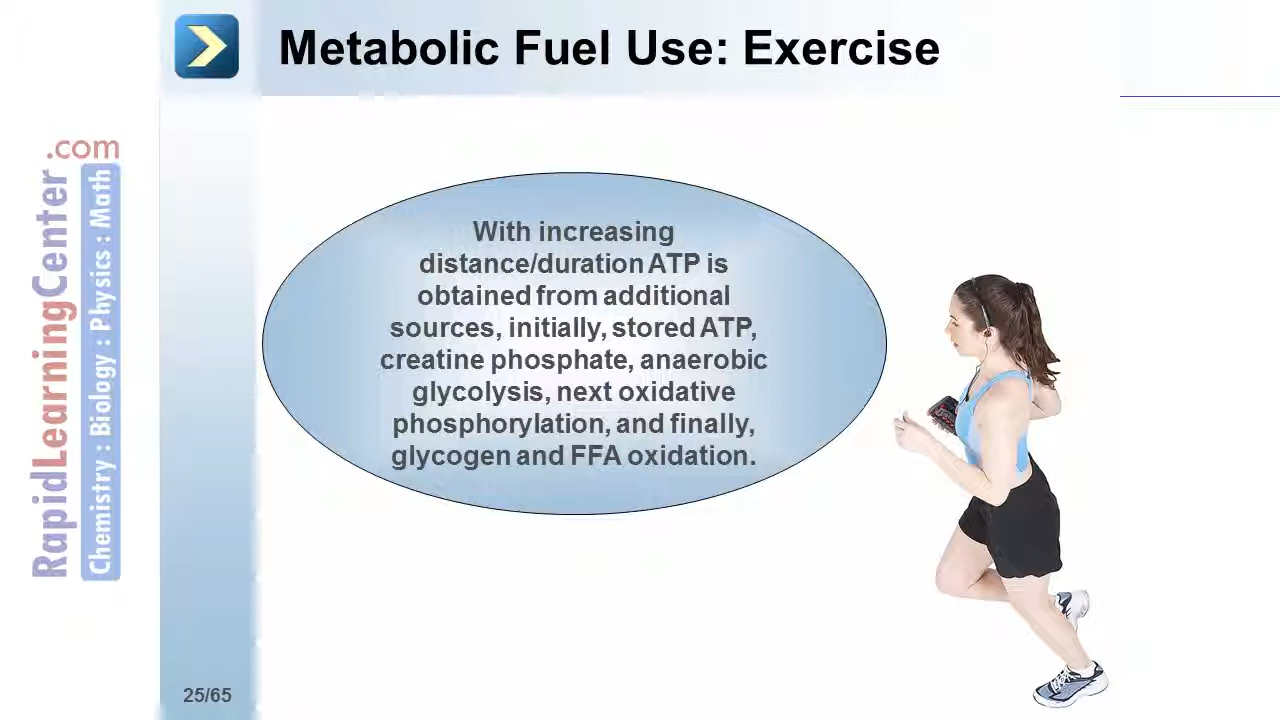 Metabolic Fuel Use: Exercise
With increasing
distance/duration ATP is
obtained from additional
sources, initially, stored ATP,
creatine phosphate, anaerobic
glycolysis, next oxidative
phosphorylation, and finally,
glycogen and FFA oxidation.
RapidLearningCenter.com
Chemistry : Biology : Physics : Math
25/65